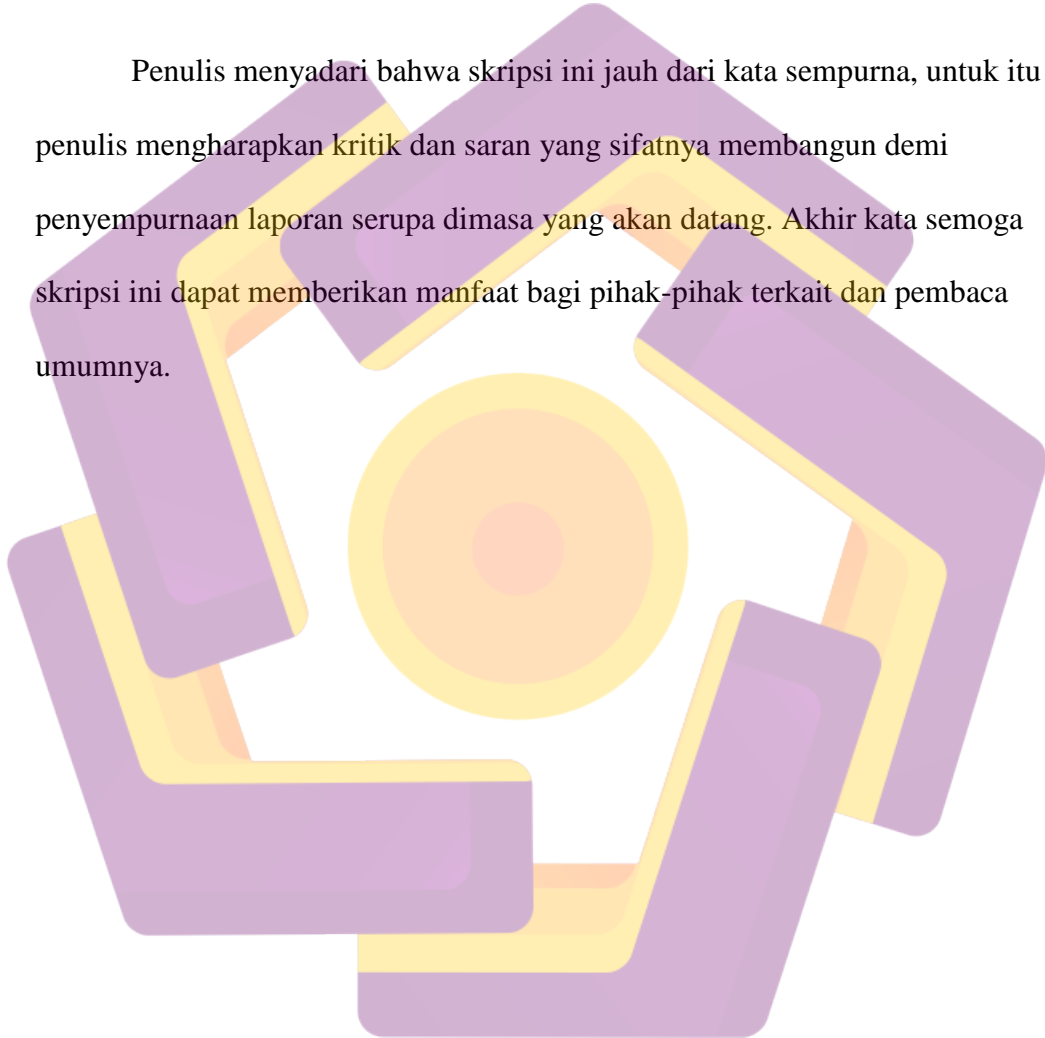 Penulis menyadari bahwa skripsi ini jauh dari kata sempurna, untuk itu
penulis mengharapkan kritik dan saran yang sifatnya membangun demi
penyempurnaan laporan serupa dimasa yang akan datang. Akhir kata semoga
skripsi ini dapat memberikan manfaat bagi pihak-pihak terkait dan pembaca
umumnya.